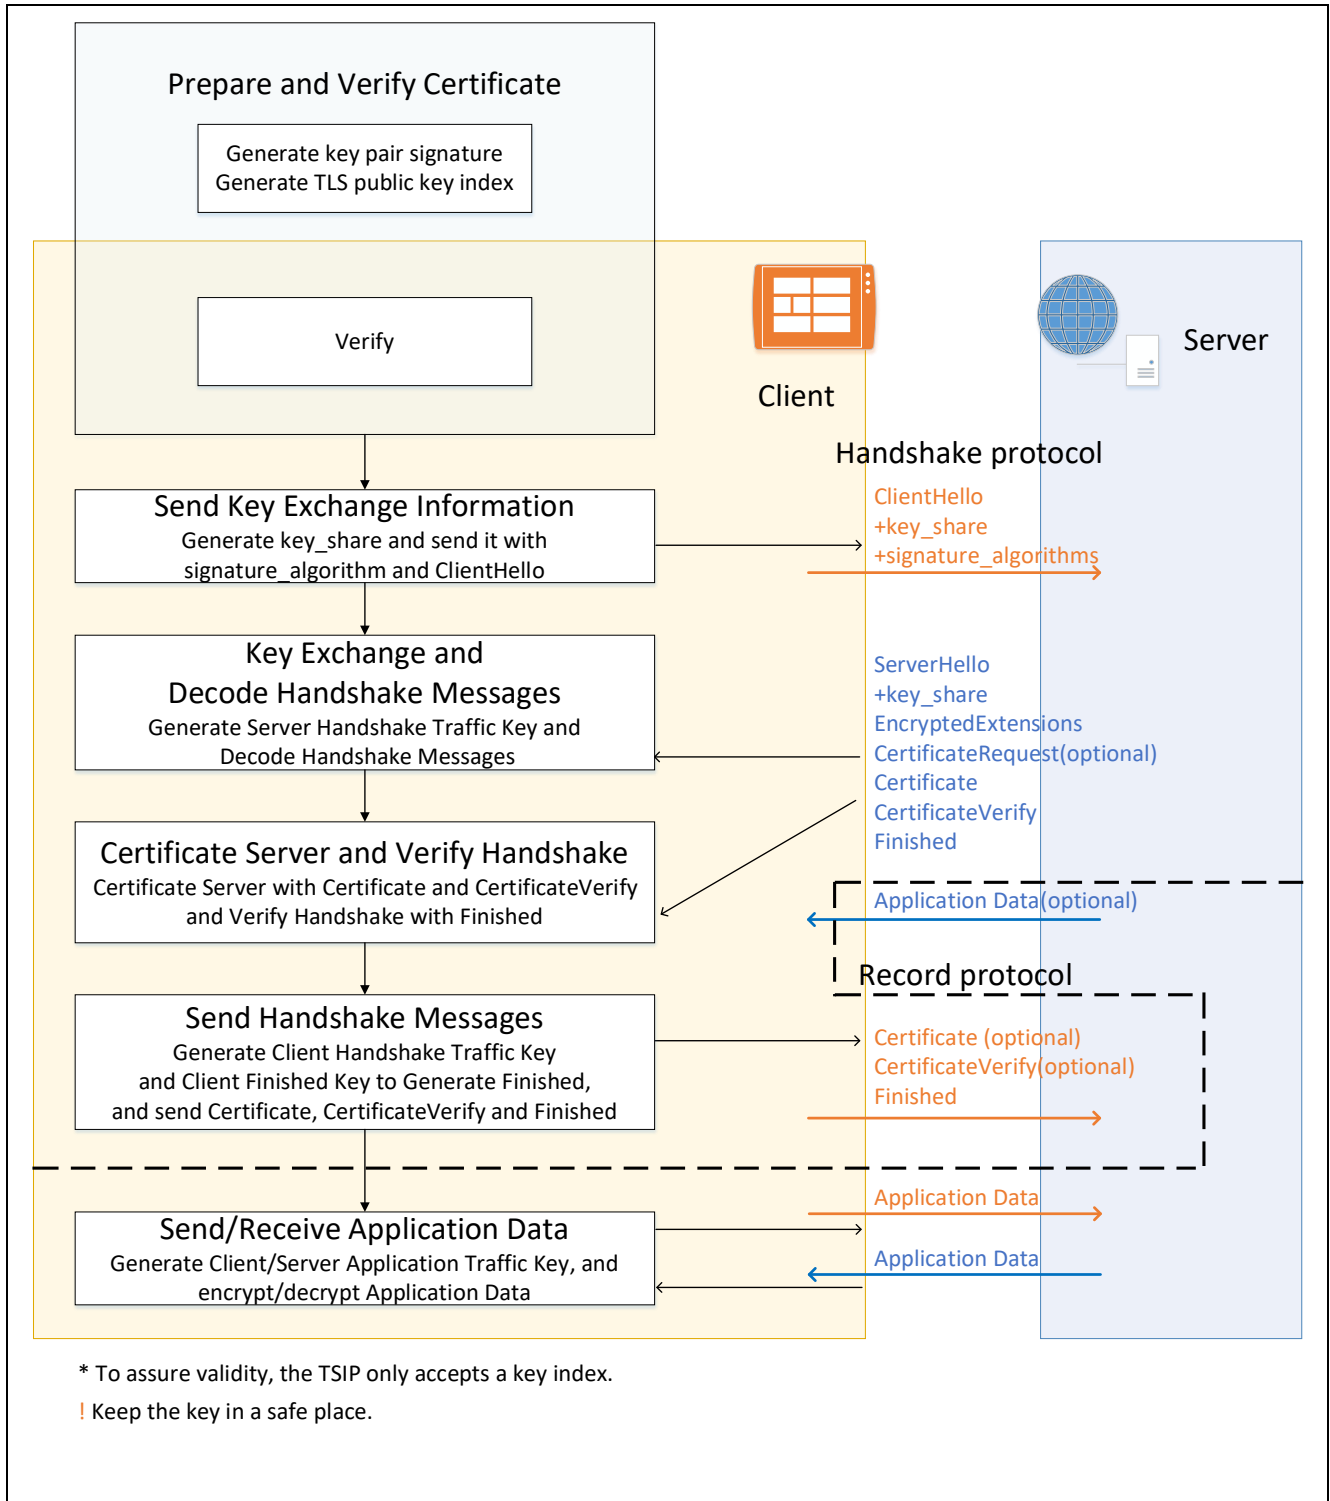 Prepare and Verify Certificate
Generate key pair signature
Generate TLS public key index
Verify
Client
Server
Handshake protocol
Send Key Exchange Information
Generate key_share and send it with
signature_algorithm and ClientHello
ClientHello
+key_share
+signature_algorithms
Key Exchange and
Decode Handshake Messages
Generate Server Handshake Traffic Key and
Decode Handshake Messages
ServerHello
+key_share
EncryptedExtensions
CertificateRequest(optional)
Certificate
CertificateVerify
Finished
Certificate Server and Verify Handshake
Certificate Server with Certificate and CertificateVerify
and Verify Handshake with Finished
Application Data(optional)
Record protocol
Send Handshake Messages
Generate Client Handshake Traffic Key
and Client Finished Key to Generate Finished,
and send Certificate, CertificateVerify and Finished
Certificate (optional)
CertificateVerify(optional)
Finished
Send/Receive Application Data
Generate Client/Server Application Traffic Key, and
encrypt/decrypt Application Data
Application Data
Application Data
* To assure validity, the TSIP only accepts a key index.
! Keep the key in a safe place.